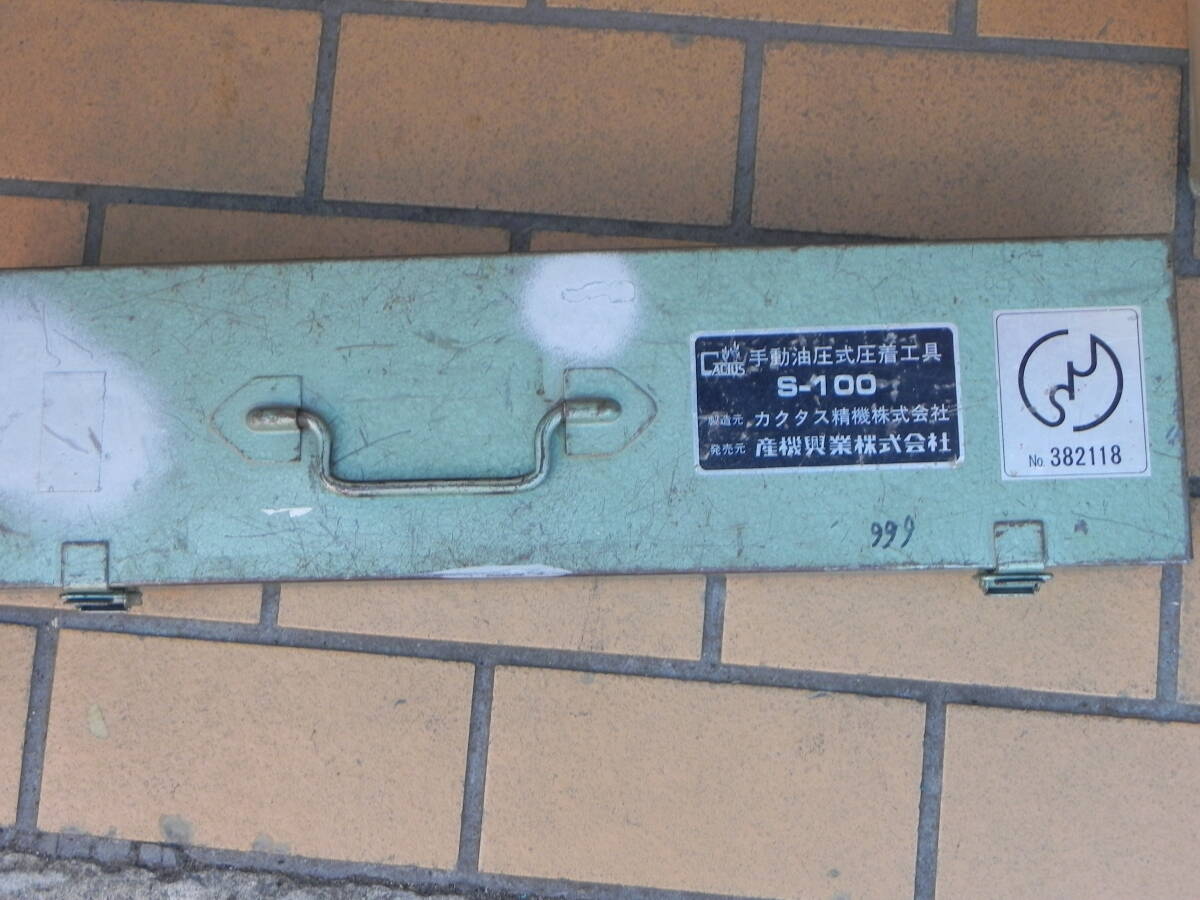 CACTUS 手動油圧式圧着工具
S-100
製造元 カクタス精機株式会社
発売元 産機興業株式会社
No. 382118
999